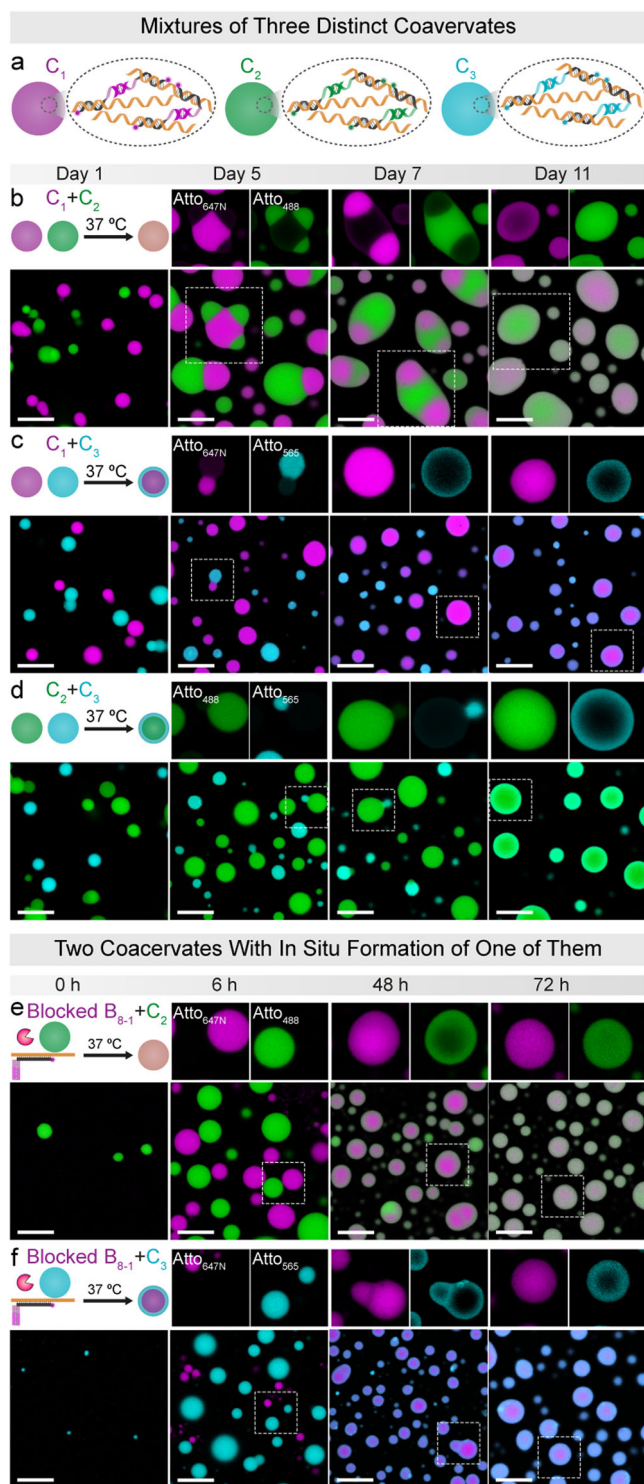 Mixtures of Three Distinct Coavervates
a
C₁
C₂
C₃
Day 1
Day 5
Day 7
Day 11
b
C₁+C₂
37 ºC
Atto₆₄₇N
Atto₄₈₈
c
C₁+C₃
37 ºC
Atto₆₄₇N
Atto₅₆₅
d
C₂+C₃
37 ºC
Atto₄₈₈
Atto₅₆₅
Two Coacervates With In Situ Formation of One of Them
0 h
6 h
48 h
72 h
e
Blocked B₈₋₁+C₂
37 ºC
Atto₆₄₇N
Atto₄₈₈
f
Blocked B₈₋₁+C₃
37 ºC
Atto₆₄₇N
Atto₅₆₅